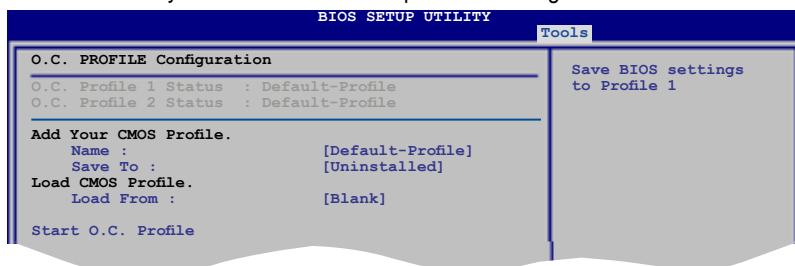 BIOS SETUP UTILITY
Tools
O.C. PROFILE Configuration
O.C. Profile 1 Status : Default-Profile
O.C. Profile 2 Status : Default-Profile
Add Your CMOS Profile.
Name : [Default-Profile]
Save To : [Uninstalled]
Load CMOS Profile.
Load From : [Blank]
Start O.C. Profile
Save BIOS settings
to Profile 1